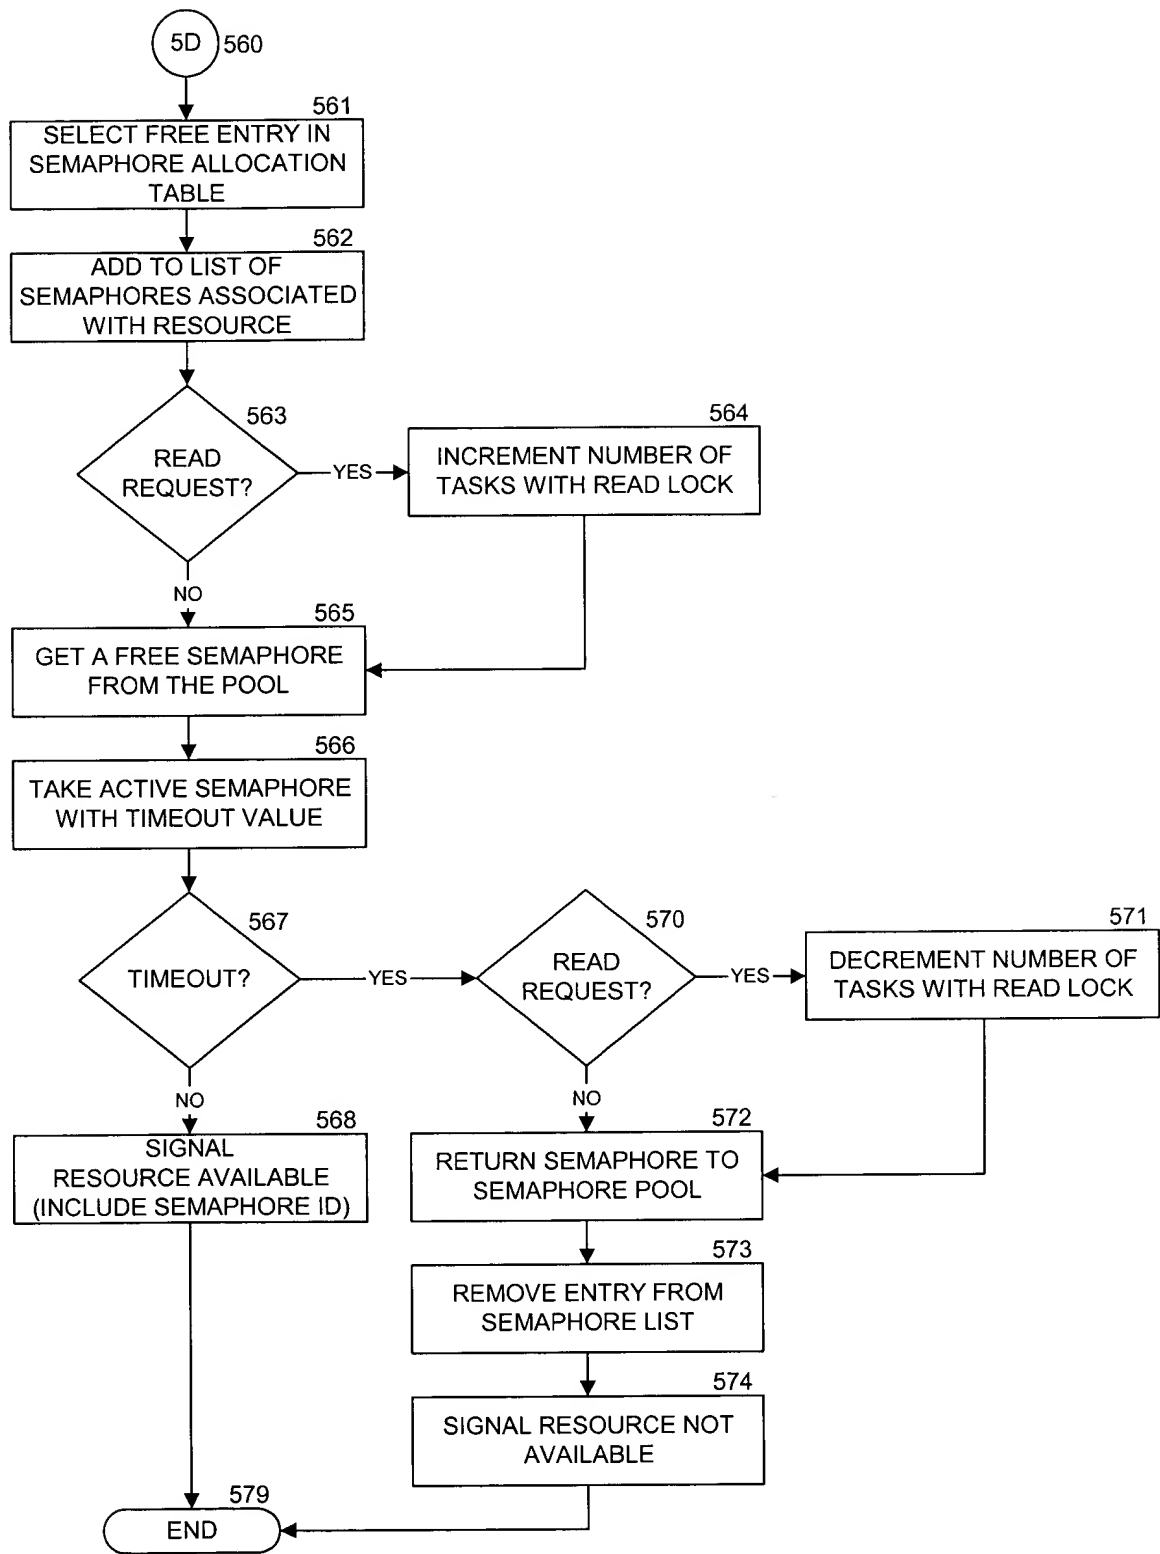 5D
560
561
SELECT FREE ENTRY IN
SEMAPHORE ALLOCATION
TABLE
562
ADD TO LIST OF
SEMAPHORES ASSOCIATED
WITH RESOURCE
563
READ
REQUEST?
YES
564
INCREMENT NUMBER OF
TASKS WITH READ LOCK
NO
565
GET A FREE SEMAPHORE
FROM THE POOL
566
TAKE ACTIVE SEMAPHORE
WITH TIMEOUT VALUE
567
TIMEOUT?
YES
570
READ
REQUEST?
YES
571
DECREMENT NUMBER OF
TASKS WITH READ LOCK
NO
568
SIGNAL
RESOURCE AVAILABLE
(INCLUDE SEMAPHORE ID)
NO
572
RETURN SEMAPHORE TO
SEMAPHORE POOL
573
REMOVE ENTRY FROM
SEMAPHORE LIST
574
SIGNAL RESOURCE NOT
AVAILABLE
579
END